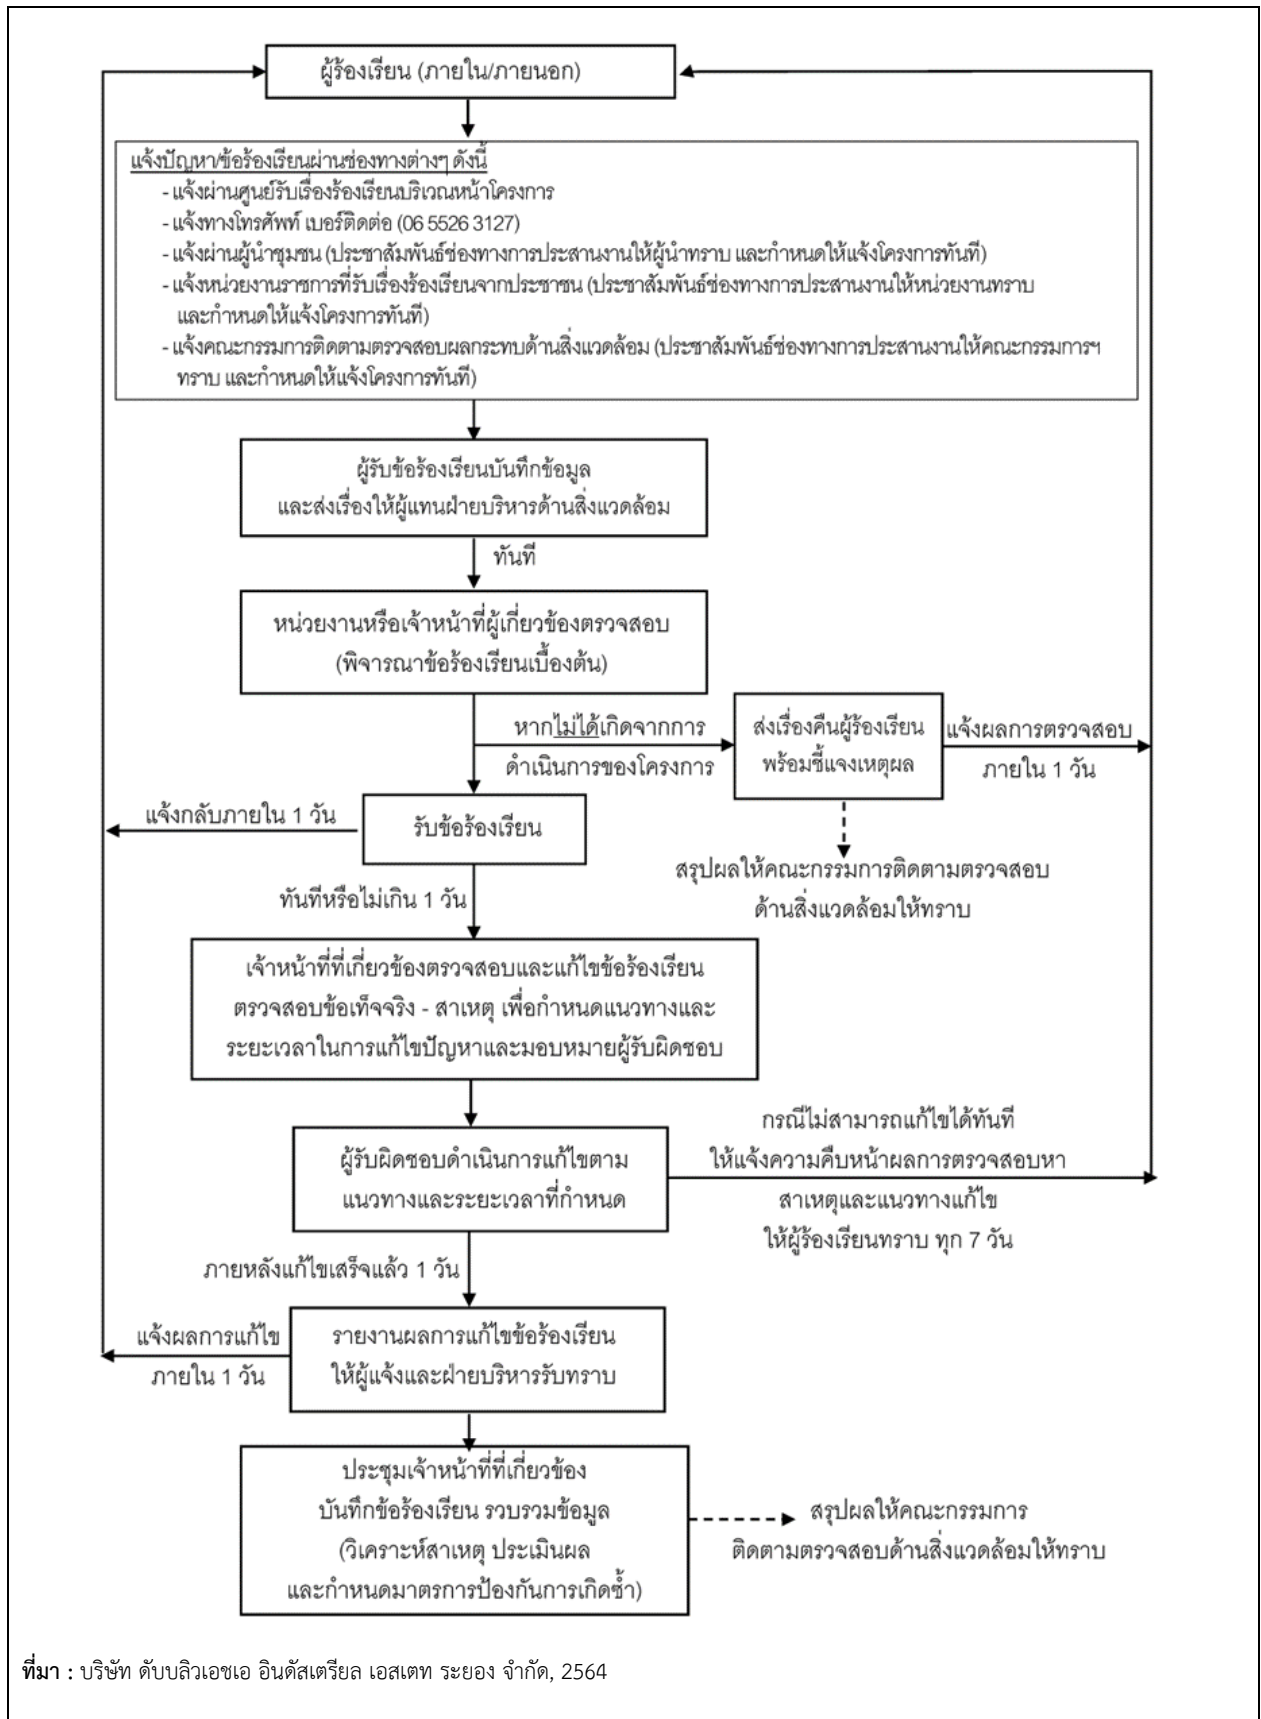 ผู้ร้องเรียน (ภายใน/ภายนอก)
แจ้งปัญหา/ข้อร้องเรียนผ่านช่องทางต่างๆ ดังนี้
- แจ้งผ่านศูนย์รับเรื่องร้องเรียนบริเวณหน้าโครงการ
- แจ้งทางโทรศัพท์ เบอร์ติดต่อ (06 5526 3127)
- แจ้งผ่านผู้นำชุมชน (ประชาสัมพันธ์ช่องทางการประสานงานให้ผู้นำทราบ และกำหนดให้แจ้งโครงการทันที)
- แจ้งหน่วยงานราชการที่รับเรื่องร้องเรียนจากประชาชน (ประชาสัมพันธ์ช่องทางการประสานงานให้หน่วยงานทราบ
และกำหนดให้แจ้งโครงการทันที)
- แจ้งคณะกรรมการติดตามตรวจสอบผลกระทบด้านสิ่งแวดล้อม (ประชาสัมพันธ์ช่องทางการประสานงานให้คณะกรรมการฯ
ทราบ และกำหนดให้แจ้งโครงการทันที)
ผู้รับข้อร้องเรียนบันทึกข้อมูล
และส่งเรื่องให้ผู้แทนฝ่ายบริหารด้านสิ่งแวดล้อม
ทันที
หน่วยงานหรือเจ้าหน้าที่ผู้เกี่ยวข้องตรวจสอบ
(พิจารณาข้อร้องเรียนเบื้องต้น)
หากไม่ได้เกิดจากการ
ดำเนินการของโครงการ
ส่งเรื่องคืนผู้ร้องเรียน
พร้อมชี้แจงเหตุผล
แจ้งผลการตรวจสอบ
ภายใน 1 วัน
แจ้งกลับภายใน 1 วัน
รับข้อร้องเรียน
สรุปผลให้คณะกรรมการติดตามตรวจสอบ
ด้านสิ่งแวดล้อมให้ทราบ
ทันทีหรือไม่เกิน 1 วัน
เจ้าหน้าที่ที่เกี่ยวข้องตรวจสอบและแก้ไขข้อร้องเรียน
ตรวจสอบข้อเท็จจริง - สาเหตุ เพื่อกำหนดแนวทางและ
ระยะเวลาในการแก้ไขปัญหาและมอบหมายผู้รับผิดชอบ
ผู้รับผิดชอบดำเนินการแก้ไขตาม
แนวทางและระยะเวลาที่กำหนด
กรณีไม่สามารถแก้ไขได้ทันที
ให้แจ้งความคืบหน้าผลการตรวจสอบหา
สาเหตุและแนวทางแก้ไข
ให้ผู้ร้องเรียนทราบ ทุก 7 วัน
ภายหลังแก้ไขเสร็จแล้ว 1 วัน
แจ้งผลการแก้ไข
ภายใน 1 วัน
รายงานผลการแก้ไขข้อร้องเรียน
ให้ผู้แจ้งและฝ่ายบริหารรับทราบ
ประชุมเจ้าหน้าที่ที่เกี่ยวข้อง
บันทึกข้อร้องเรียน รวบรวมข้อมูล
(วิเคราะห์สาเหตุ ประเมินผล
และกำหนดมาตรการป้องกันการเกิดซ้ำ)
สรุปผลให้คณะกรรมการ
ติดตามตรวจสอบด้านสิ่งแวดล้อมให้ทราบ
ที่มา : บริษัท ดับบลิวเอชเอ อินดัสเตรียล เอสเตท ระยอง จำกัด, 2564